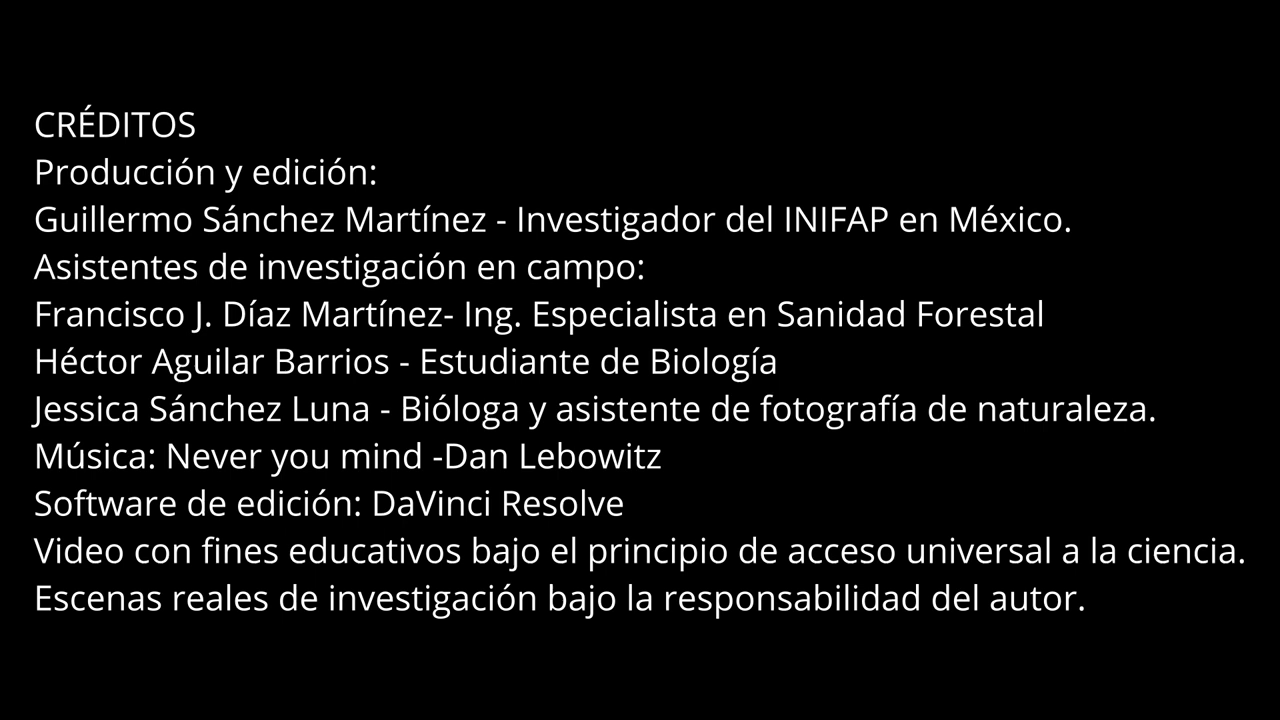 CRÉDITOS
Producción y edición:
Guillermo Sánchez Martínez - Investigador del INIFAP en México.
Asistentes de investigación en campo:
Francisco J. Díaz Martínez- Ing. Especialista en Sanidad Forestal
Héctor Aguilar Barrios - Estudiante de Biología
Jessica Sánchez Luna - Bióloga y asistente de fotografía de naturaleza.
Música: Never you mind -Dan Lebowitz
Software de edición: DaVinci Resolve
Video con fines educativos bajo el principio de acceso universal a la ciencia.
Escenas reales de investigación bajo la responsabilidad del autor.